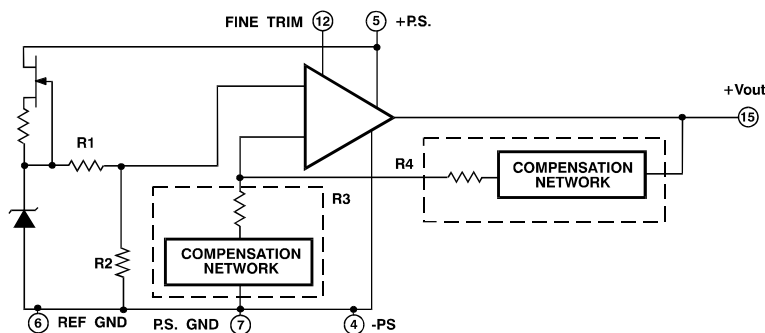 FINE TRIM 12
5 +P.S.
+Vout
15
R1
R4
COMPENSATION
NETWORK
R3
R2
COMPENSATION
NETWORK
6 REF GND
P.S. GND 7
4 -PS